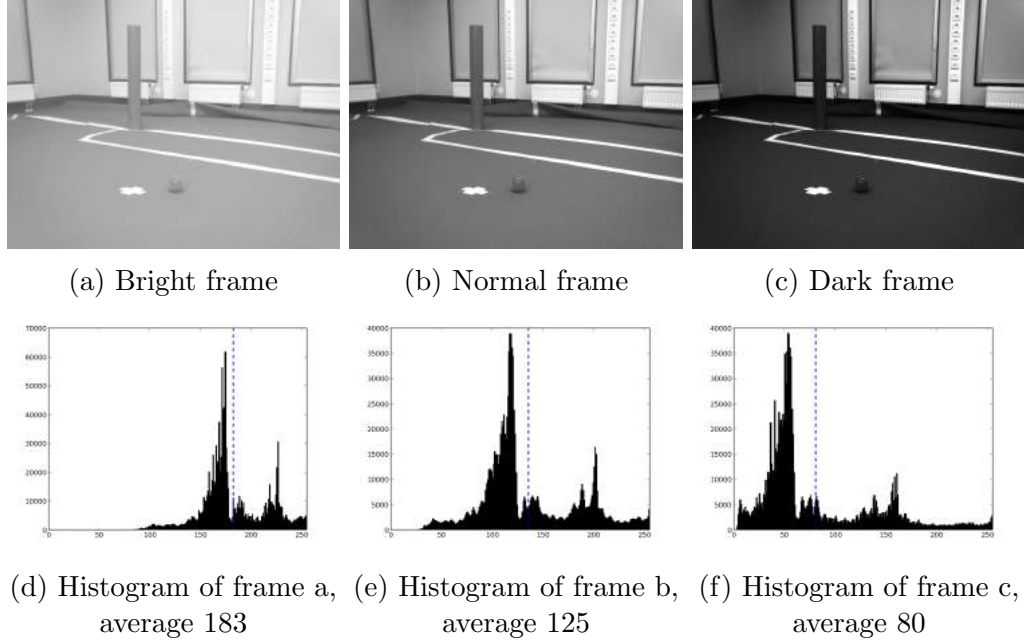 (a) Bright frame
(b) Normal frame
(c) Dark frame
70000
60000
50000
40000
30000
20000
10000
0
0 50 100 150 200 250
40000
35000
30000
25000
20000
15000
10000
5000
0
0 50 100 150 200 250
40000
35000
30000
25000
20000
15000
10000
5000
0
0 50 100 150 200 250
(d) Histogram of frame a,
average 183
(e) Histogram of frame b,
average 125
(f) Histogram of frame c,
average 80